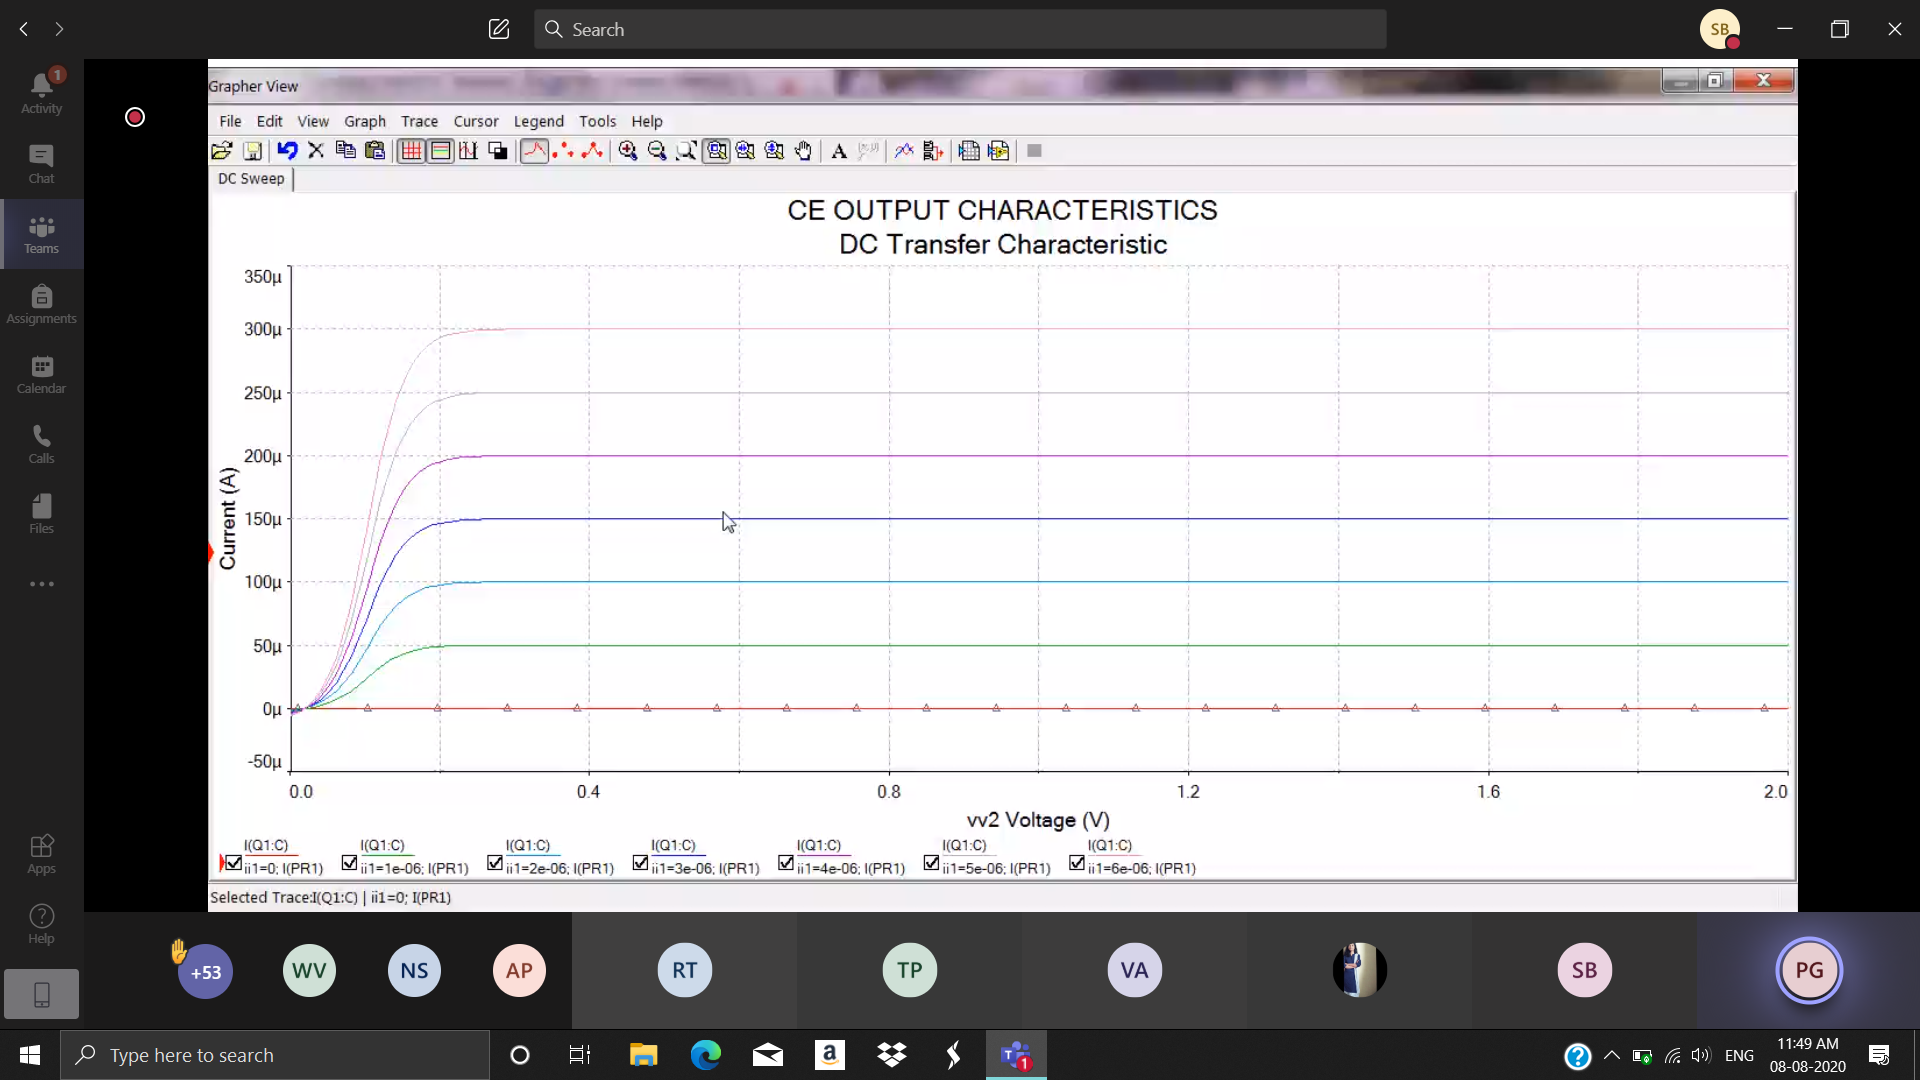 Search
SB
Activity
1
Chat
Teams
Assignments
Calendar
Calls
Files
Apps
Help
Grapher View
File Edit View Graph Trace Cursor Legend Tools Help
A
DC Sweep
CE OUTPUT CHARACTERISTICS
DC Transfer Characteristic
350µ
300µ
250µ
200µ
150µ
100µ
50µ
0µ
-50µ
Current (A)
0.0 0.4 0.8 1.2 1.6 2.0
vv2 Voltage (V)
I(Q1:C) I(Q1:C) I(Q1:C) I(Q1:C) I(Q1:C) I(Q1:C) I(Q1:C)
ii1=0; I(PR1) ii1=1e-06; I(PR1) ii1=2e-06; I(PR1) ii1=3e-06; I(PR1) ii1=4e-06; I(PR1) ii1=5e-06; I(PR1) ii1=6e-06; I(PR1)
Selected Trace:I(Q1:C) | ii1=0; I(PR1)
+53 WV NS AP RT TP VA SB PG
Type here to search
a
1
ENG
11:49 AM
08-08-2020